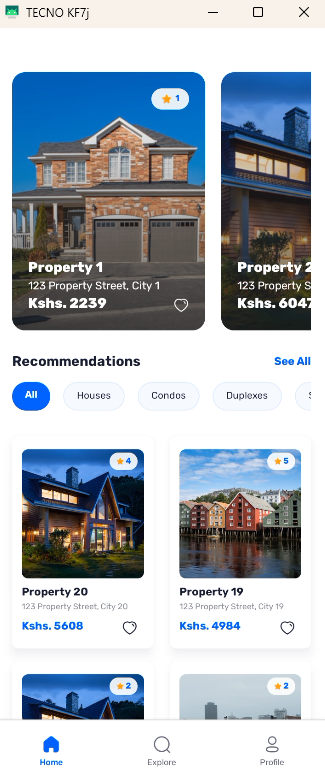 TECNO KF7j
1
Property 1
123 Property Street, City 1
Kshs. 2239
Property 2
123 Property S
Kshs. 6047
Recommendations
See All
All
Houses
Condos
Duplexes
4
Property 20
123 Property Street, City 20
Kshs. 5608
5
Property 19
123 Property Street, City 19
Kshs. 4984
2
2
Home
Explore
Profile